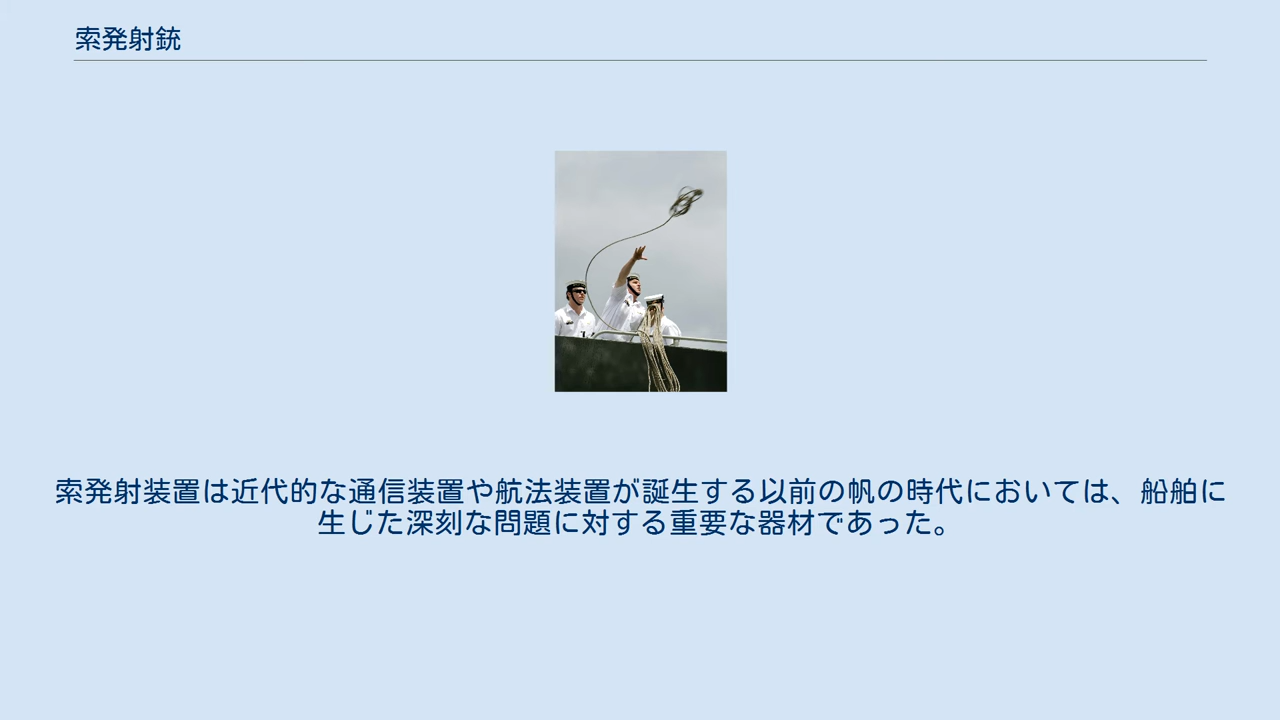 索発射銃
索発射装置は近代的な通信装置や航法装置が誕生する以前の帆の時代においては、船舶に
生じた深刻な問題に対する重要な器材であった。